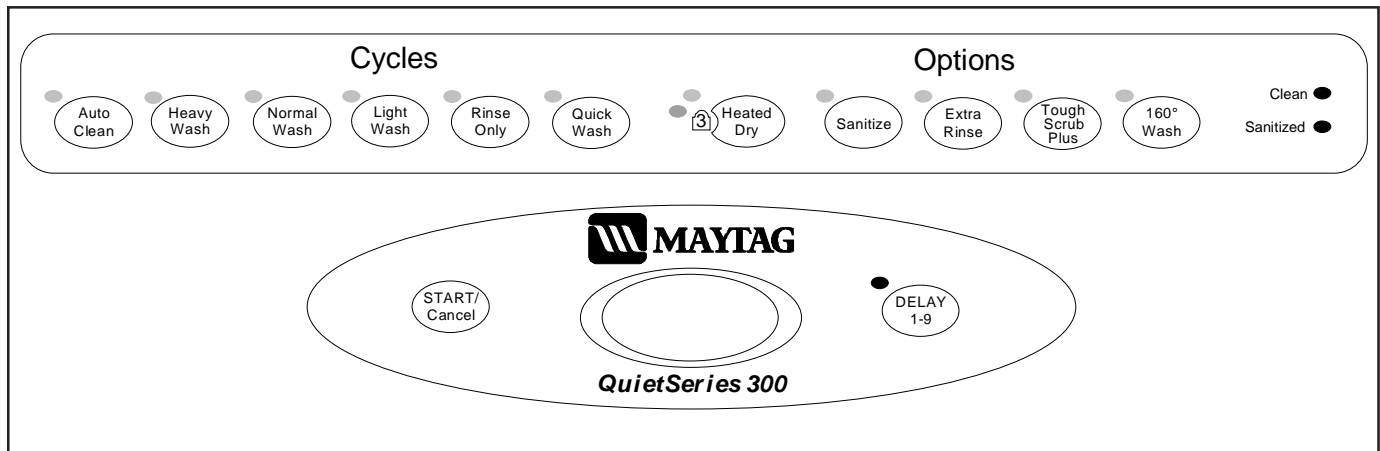 Cycles
Options
Auto
Clean
Heavy
Wash
Normal
Wash
Light
Wash
Rinse
Only
Quick
Wash
3
Heated
Dry
Sanitize
Extra
Rinse
Tough
Scrub
Plus
160°
Wash
Clean
Sanitized
MAYTAG
START/
Cancel
DELAY
1-9
QuietSeries 300